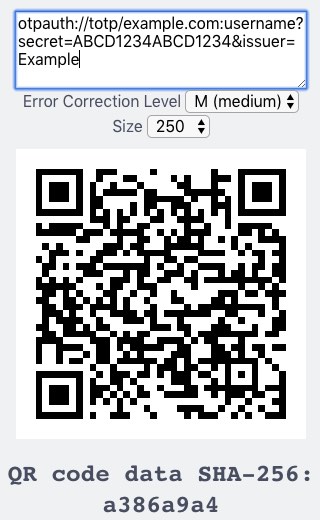 otpauth://totp/example.com:username?
secret=ABCD1234ABCD1234&issuer=
Example
Error Correction Level M (medium)
Size 250
QR code data SHA-256:
a386a9a4